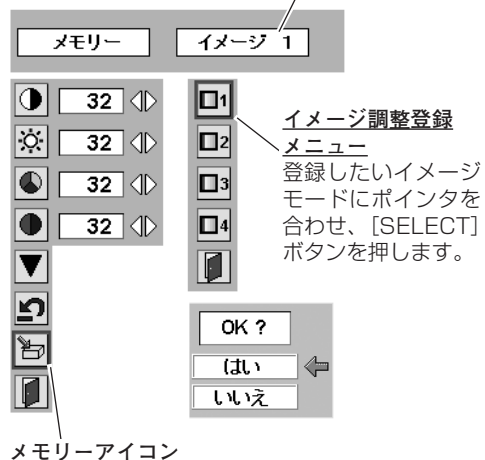 メモリー イメージ 1
32
32
32
32
1
2
3
4
イメージ調整登録
メニュー
登録したいイメージ
モードにポインタを
合わせ、[SELECT]
ボタンを押します。
OK ?
はい
いいえ
メモリーアイコン